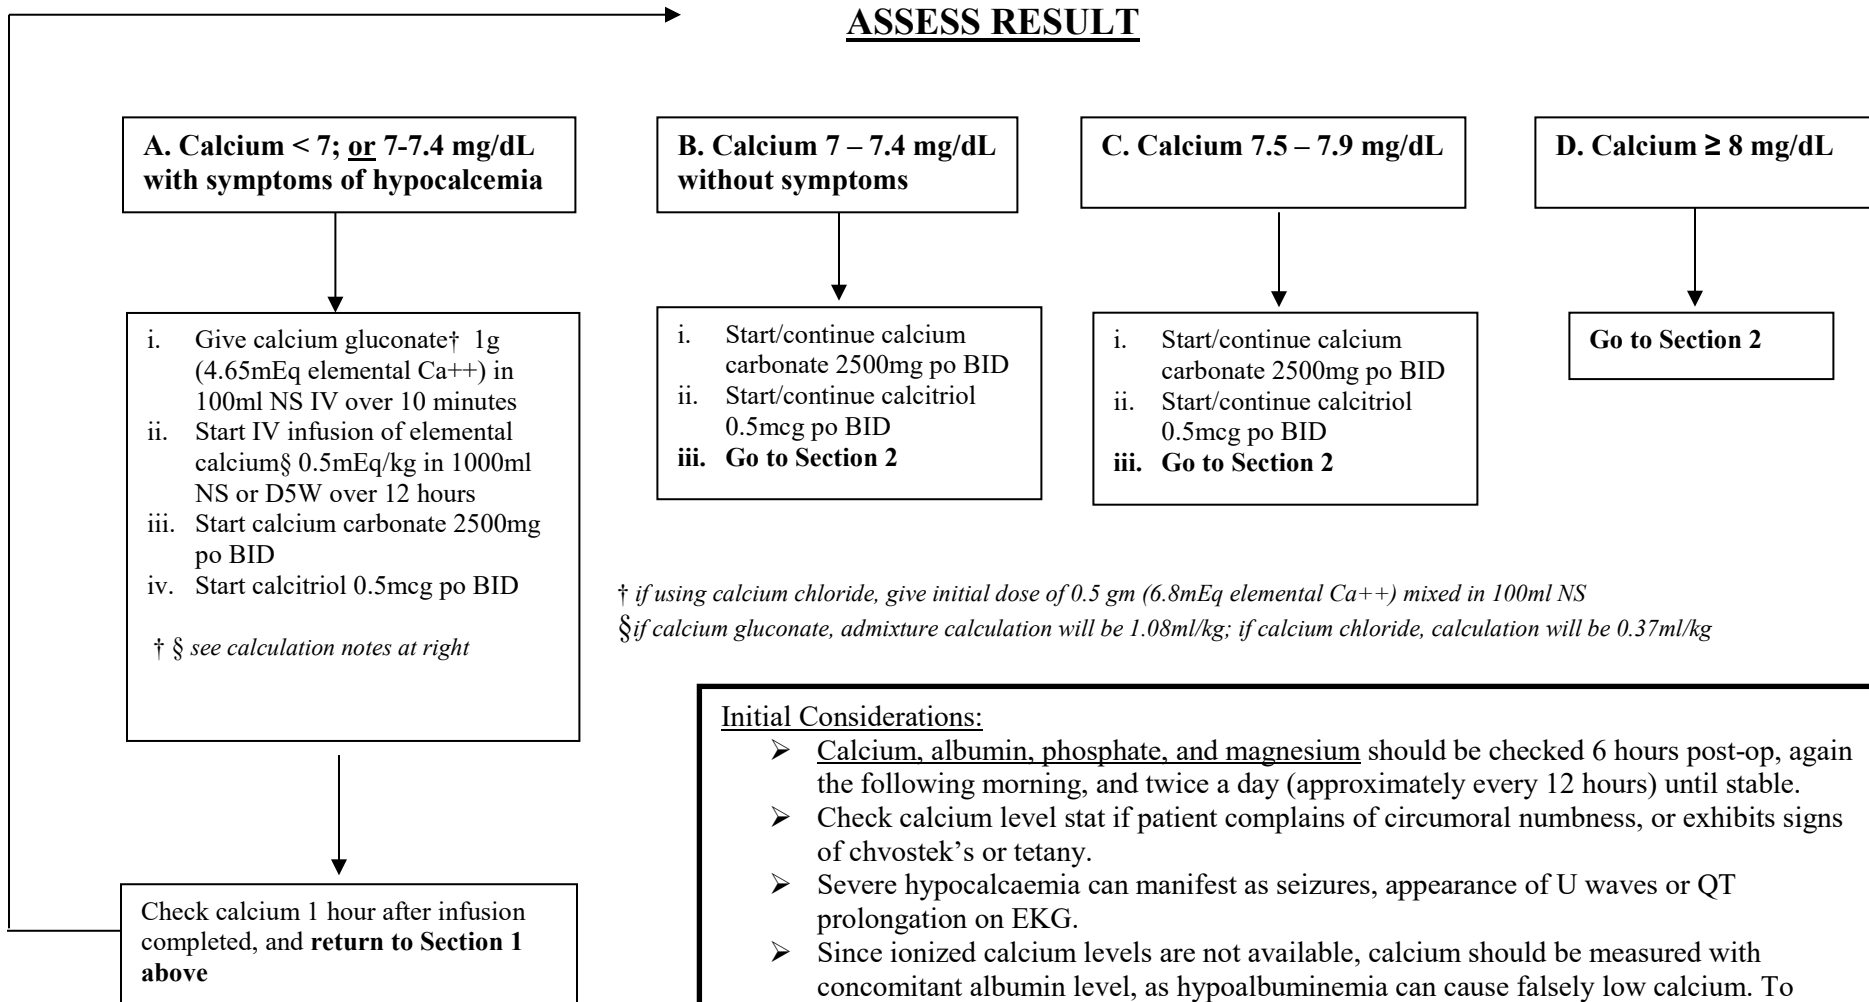 ASSESS RESULT
A. Calcium < 7; or 7-7.4 mg/dL
with symptoms of hypocalcemia
B. Calcium 7 – 7.4 mg/dL
without symptoms
C. Calcium 7.5 – 7.9 mg/dL
D. Calcium ≥ 8 mg/dL
i. Give calcium gluconate† 1g
(4.65mEq elemental Ca++) in
100ml NS IV over 10 minutes
ii. Start IV infusion of elemental
calcium§ 0.5mEq/kg in 1000ml
NS or D5W over 12 hours
iii. Start calcium carbonate 2500mg
po BID
iv. Start calcitriol 0.5mcg po BID
† § see calculation notes at right
i. Start/continue calcium
carbonate 2500mg po BID
ii. Start/continue calcitriol
0.5mcg po BID
iii. Go to Section 2
i. Start/continue calcium
carbonate 2500mg po BID
ii. Start/continue calcitriol
0.5mcg po BID
iii. Go to Section 2
Go to Section 2
† if using calcium chloride, give initial dose of 0.5 gm (6.8mEq elemental Ca++) mixed in 100ml NS
§if calcium gluconate, admixture calculation will be 1.08ml/kg; if calcium chloride, calculation will be 0.37ml/kg
Check calcium 1 hour after infusion
completed, and return to Section 1
above
Initial Considerations:
➢ Calcium, albumin, phosphate, and magnesium should be checked 6 hours post-op, again
the following morning, and twice a day (approximately every 12 hours) until stable.
➢ Check calcium level stat if patient complains of circumoral numbness, or exhibits signs
of chvostek's or tetany.
➢ Severe hypocalcaemia can manifest as seizures, appearance of U waves or QT
prolongation on EKG.
➢ Since ionized calcium levels are not available, calcium should be measured with
concomitant albumin level, as hypoalbuminemia can cause falsely low calcium. To